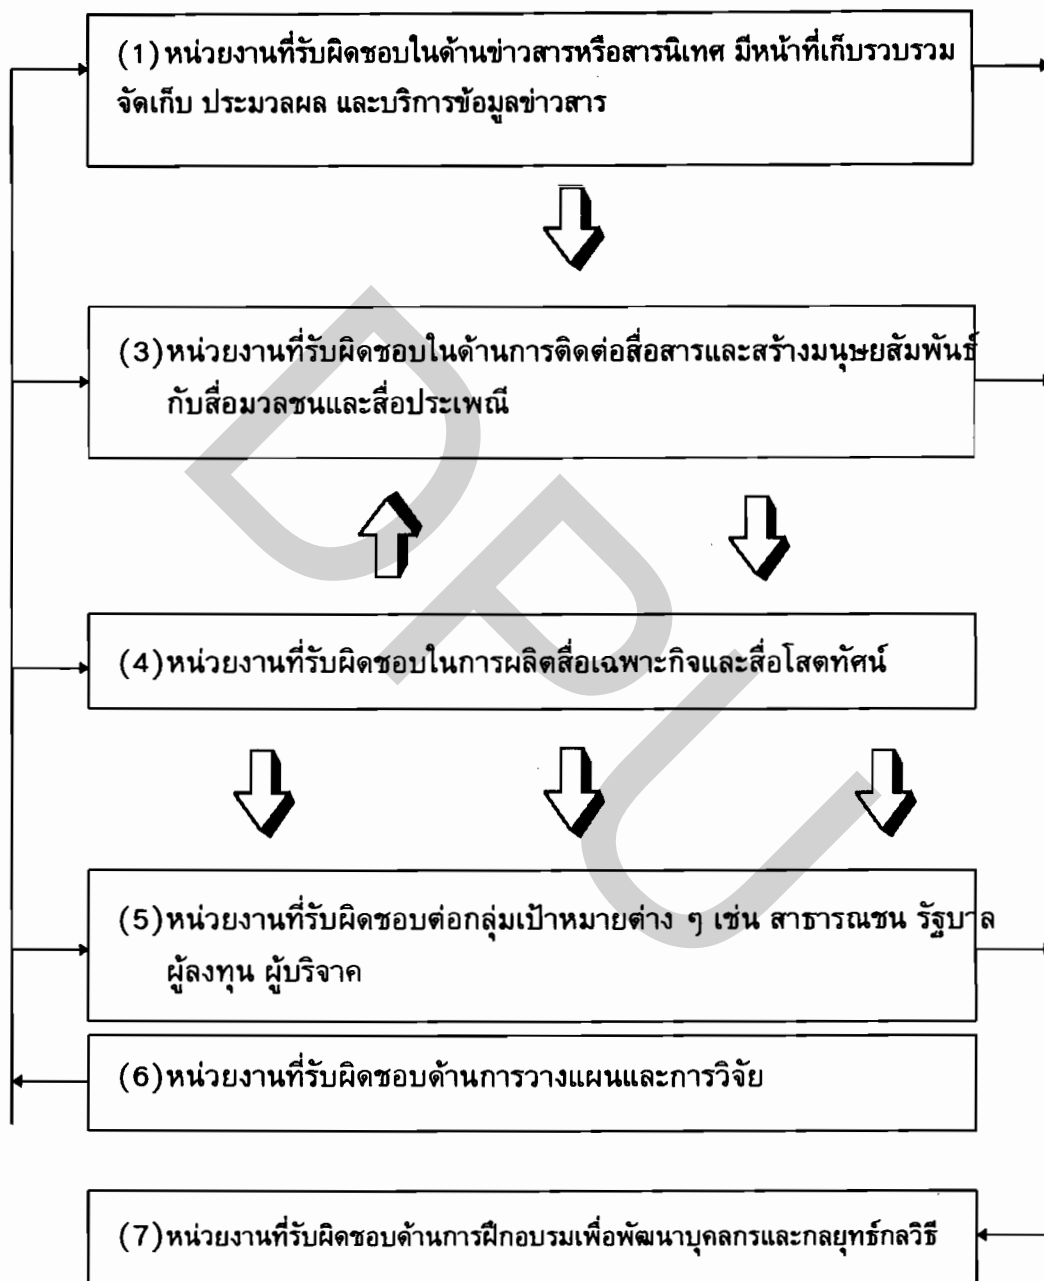 (1)หน่วยงานที่รับผิดชอบในด้านข่าวสารหรือสารนิเทศ มีหน้าที่เก็บรวบรวม
จัดเก็บ ประมวลผล และบริการข้อมูลข่าวสาร
(3)หน่วยงานที่รับผิดชอบในด้านการติดต่อสื่อสารและสร้างมนุษยสัมพันธ์
กับสื่อมวลชนและสื่อประเพณี
(4)หน่วยงานที่รับผิดชอบในการผลิตสื่อเฉพาะกิจและสื่อโสตทัศน์
(5)หน่วยงานที่รับผิดชอบต่อกลุ่มเป้าหมายต่าง ๆ เช่น สาธารณชน รัฐบาล
ผู้ลงทุน ผู้บริจาค
(6)หน่วยงานที่รับผิดชอบด้านการวางแผนและการวิจัย
(7)หน่วยงานที่รับผิดชอบด้านการฝึกอบรมเพื่อพัฒนาบุคลากรและกลยุทธ์กลวิธี
DPU